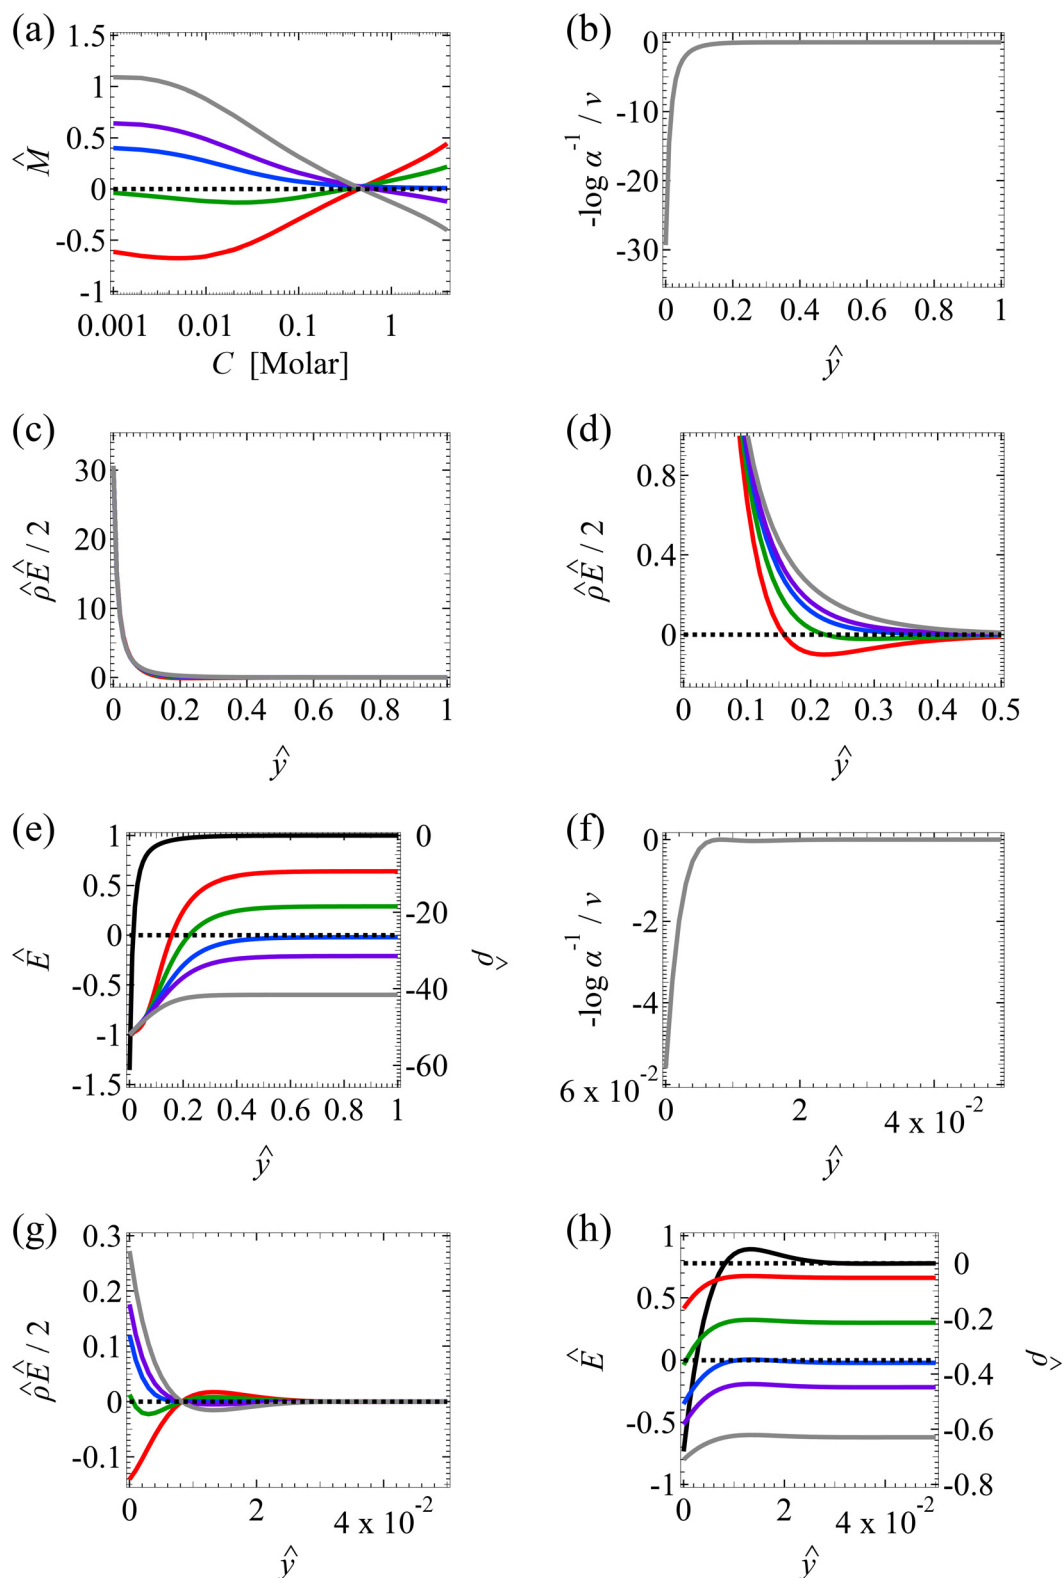 (a)
1.5
1
0.5
0
-0.5
-1
M̂
0.001 0.01 0.1 1
C [Molar]
(b)
0
-10
-20
-30
-log α⁻¹ / ν
0 0.2 0.4 0.6 0.8 1
ŷ
(c)
30
20
10
0
ρ̂Ê / 2
0 0.2 0.4 0.6 0.8 1
ŷ
(d)
0.8
0.4
0
ρ̂Ê / 2
0 0.1 0.2 0.3 0.4 0.5
ŷ
(e)
1
0.5
0
-0.5
-1
-1.5
Ê
0
-20
-40
-60
ρ̂
0 0.2 0.4 0.6 0.8 1
ŷ
(f)
0
-2
-4
6 x 10⁻²
-log α⁻¹ / ν
0 2 4 x 10⁻²
ŷ
(g)
0.3
0.2
0.1
0
-0.1
ρ̂Ê / 2
0 2 4 x 10⁻²
ŷ
(h)
1
0.5
0
-0.5
-1
Ê
0
-0.2
-0.4
-0.6
-0.8
ρ̂
0 2 4 x 10⁻²
ŷ